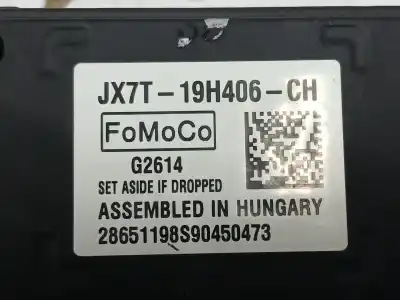 JX7T-19H406-CH
FoMoCo
G2614
SET ASIDE IF DROPPED
ASSEMBLED IN HUNGARY
28651198S90450473